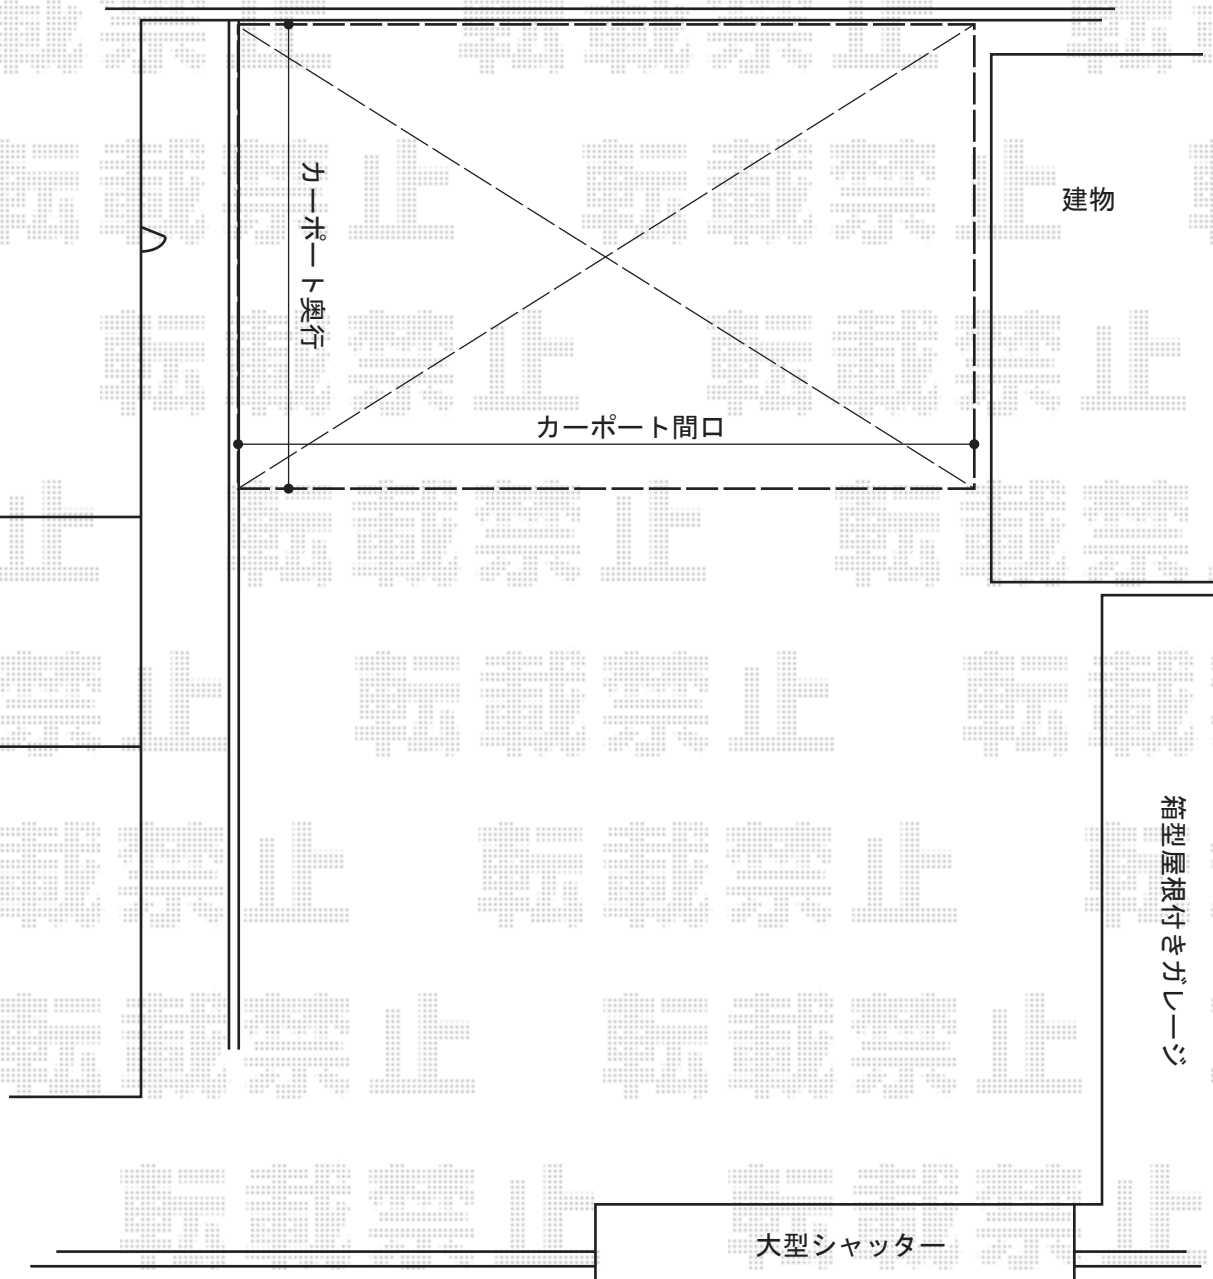 カーポート奥行
建物
カーポート間口
箱型屋根付きガレージ
大型シャッター
転載禁止